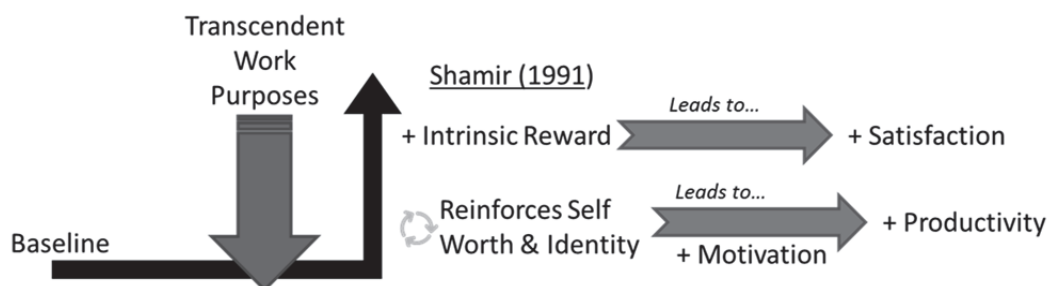 Transcendent
Work
Purposes
Shamir (1991)
Leads to...
+ Intrinsic Reward
+ Satisfaction
Leads to...
Reinforces Self
Worth & Identity
+ Motivation
+ Productivity
Baseline